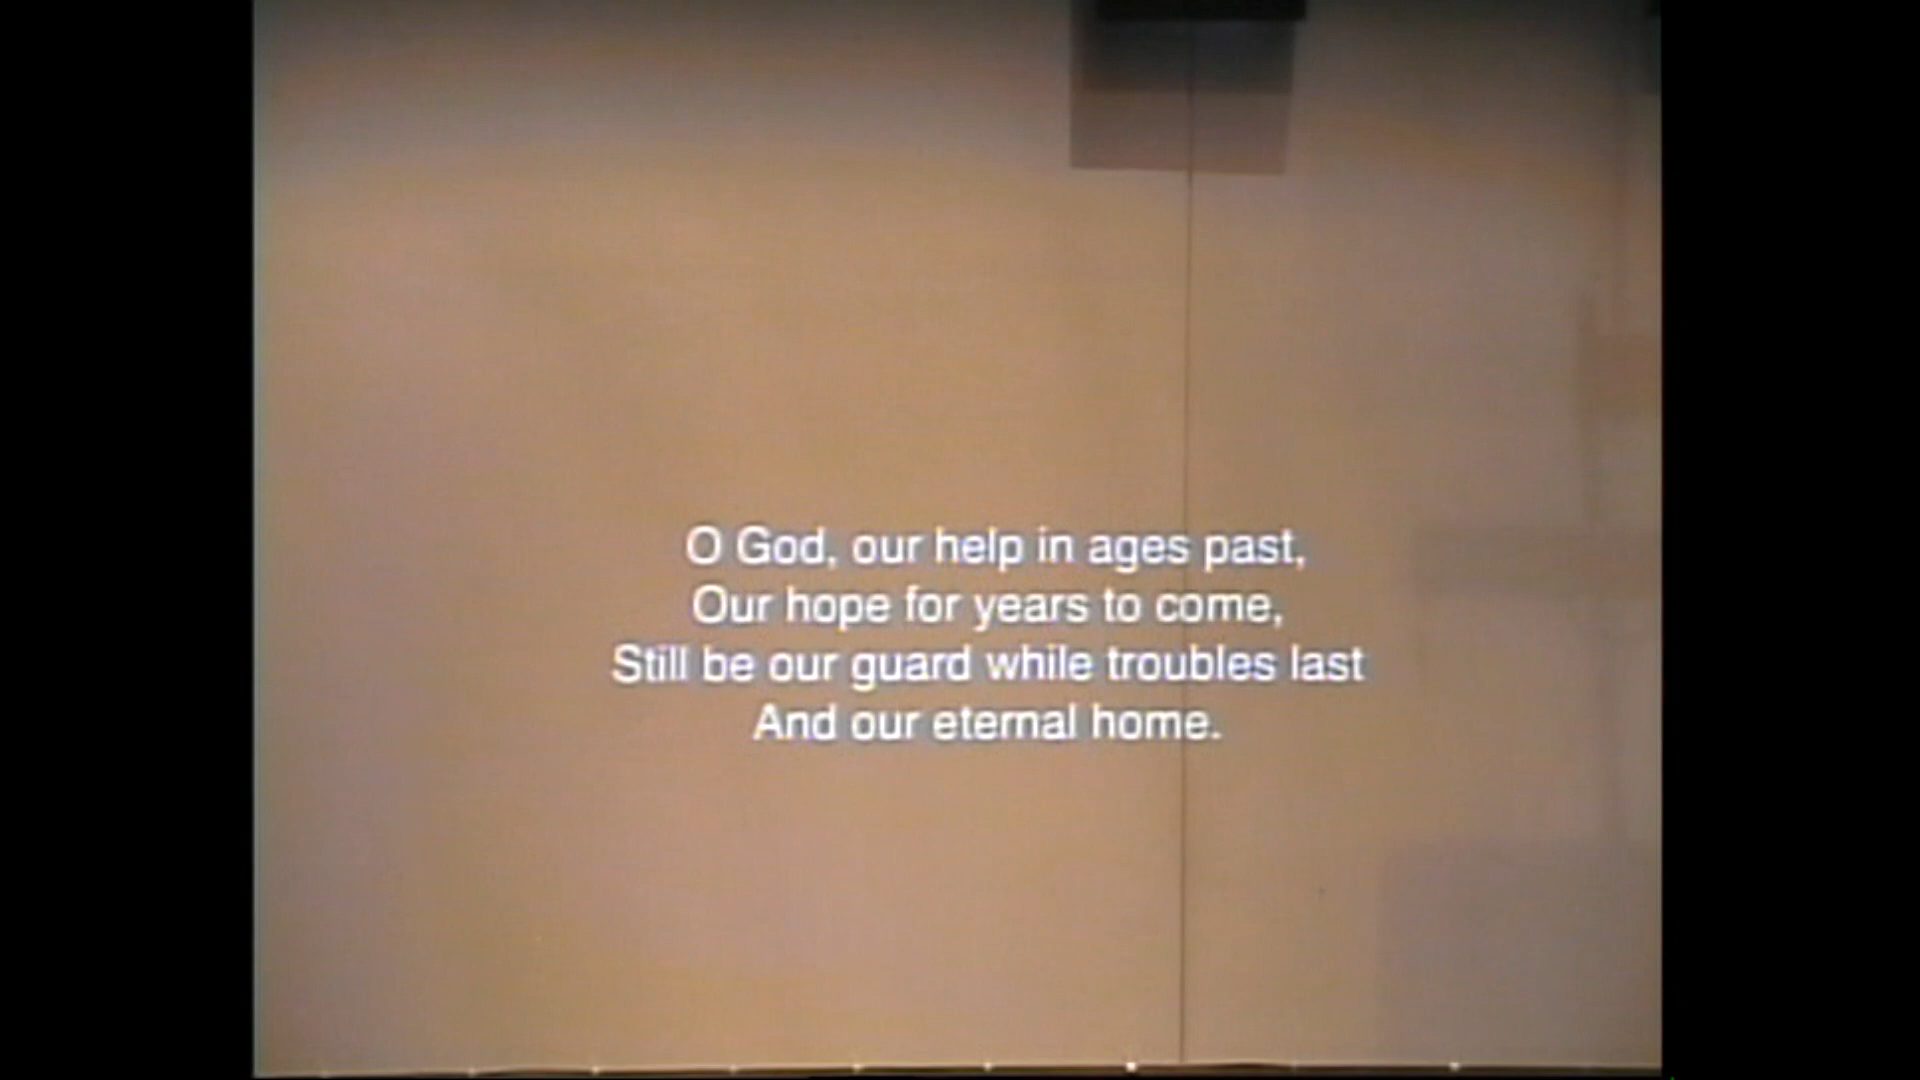 O God, our help in ages past,
Our hope for years to come,
Still be our guard while troubles last
And our eternal home.